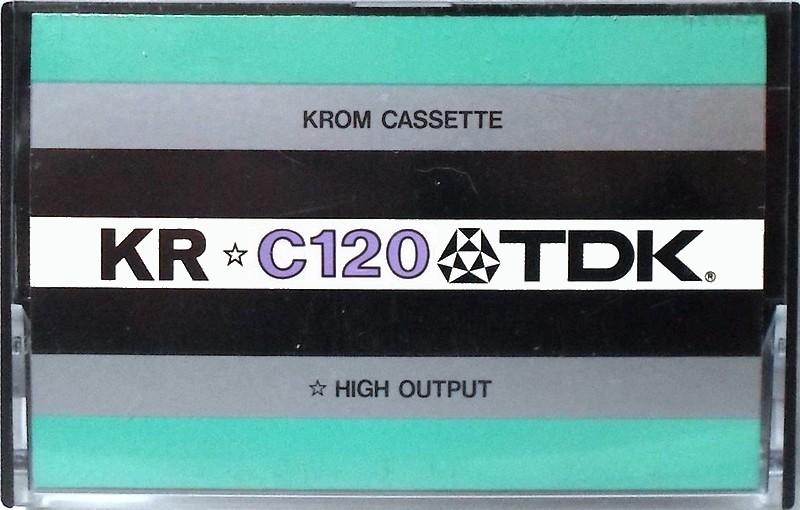 KROM CASSETTE
KR ☆ C120 TDK®
☆ HIGH OUTPUT